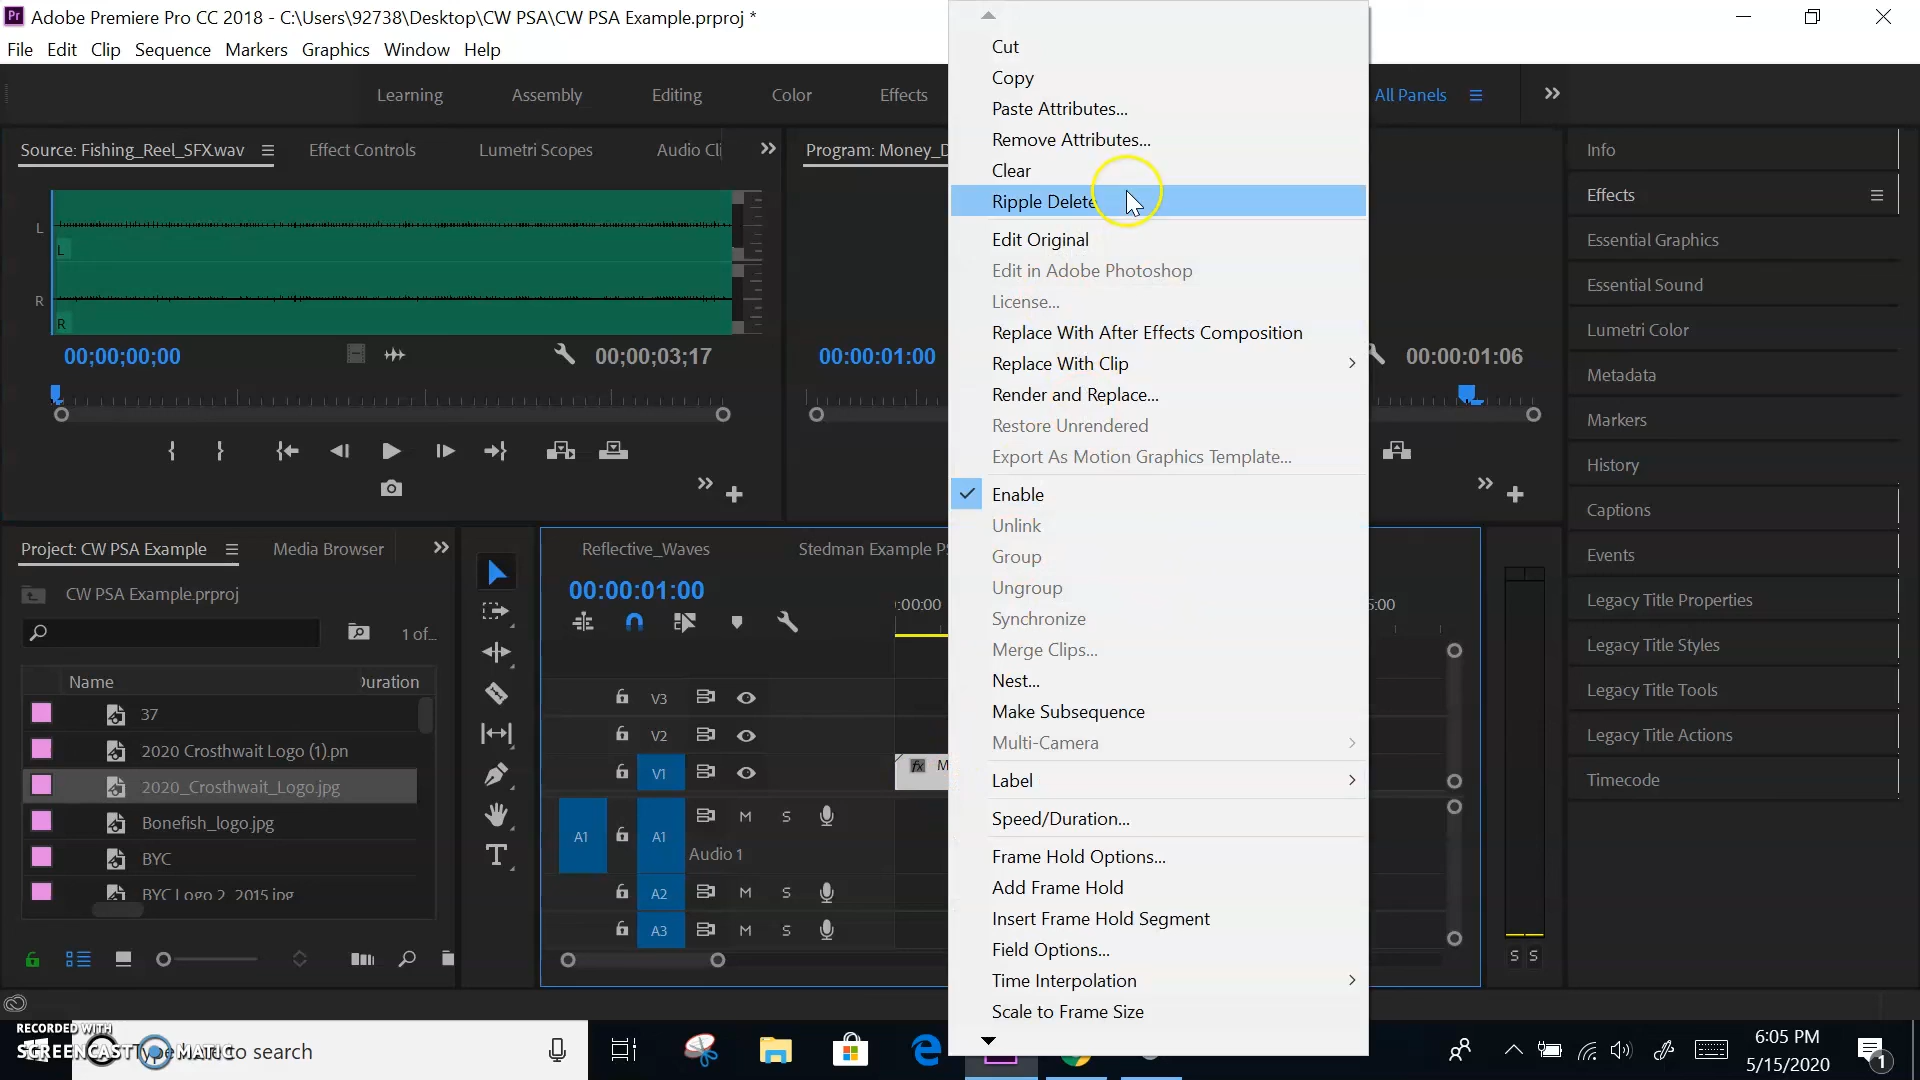 Adobe Premiere Pro CC 2018 - C:\Users\92738\Desktop\CW PSA\CW PSA Example.prproj *
File Edit Clip Sequence Markers Graphics Window Help
Learning Assembly Editing Color Effects All Panels
Source: Fishing_Reel_SFX.wav Effect Controls Lumetri Scopes Audio Cli
Program: Money_D
L
L
R
R
00;00;00;00 00;00;03;17
00:00:01:00 00:00:01:06
Cut
Copy
Paste Attributes...
Remove Attributes...
Clear
Ripple Delete
Edit Original
Edit in Adobe Photoshop
License...
Replace With After Effects Composition
Replace With Clip
Render and Replace...
Restore Unrendered
Export As Motion Graphics Template...
Enable
Unlink
Group
Ungroup
Synchronize
Merge Clips...
Nest...
Make Subsequence
Multi-Camera
Label
Speed/Duration...
Frame Hold Options...
Add Frame Hold
Insert Frame Hold Segment
Field Options...
Time Interpolation
Scale to Frame Size
Info
Effects
Essential Graphics
Essential Sound
Lumetri Color
Metadata
Markers
History
Captions
Events
Legacy Title Properties
Legacy Title Styles
Legacy Title Tools
Legacy Title Actions
Timecode
Project: CW PSA Example Media Browser
CW PSA Example.prproj
1 of...
Name uration
37
2020 Crosthwait Logo (1).pn
2020_Crosthwait_Logo.jpg
Bonefish_logo.jpg
BYC
BYC Logo 2 2015.jpg
Reflective_Waves Stedman Example P
00:00:01:00
:00:00 5:00
V3
V2
V1 fx M
A1 A1 M S
Audio 1
A2 M S
A3 M S
S S
RECORDED WITH
SCREENCAST MATIC
Type here to search
6:05 PM
5/15/2020
1